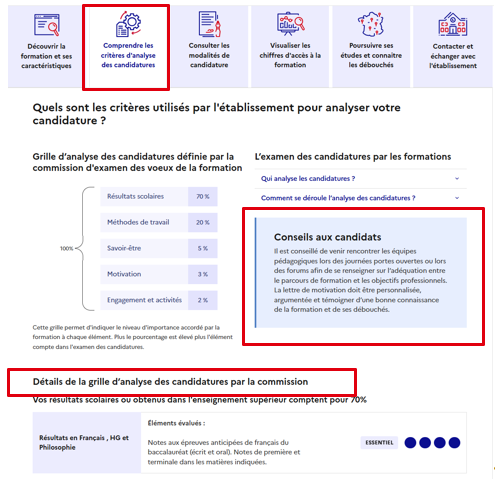 Découvrir la
formation et ses
caractéristiques
Comprendre les
critères d'analyse
des candidatures
Consulter les
modalités de
candidature
Visualiser les
chiffres d'accès à la
formation
Poursuivre ses
études et connaître
les débouchés
Contacter et
échanger avec
l'établissement
Quels sont les critères utilisés par l'établissement pour analyser votre
candidature ?
Grille d'analyse des candidatures définie par la
commission d'examen des voeux de la formation
100%
Résultats scolaires 70 %
Méthodes de travail 20 %
Savoir-être 5 %
Motivation 3 %
Engagement et activités 2 %
Cette grille permet d'indiquer le niveau d'importance accordé par la
formation à chaque élément. Plus le pourcentage est élevé plus l'élément
compte dans l'examen des candidatures.
L'examen des candidatures par les formations
Qui analyse les candidatures ?
Comment se déroule l'analyse des candidatures ?
Conseils aux candidats
Il est conseillé de venir rencontrer les équipes
pédagogiques lors des journées portes ouvertes ou lors
des forums afin de se renseigner sur l'adéquation entre
le parcours de formation et les objectifs professionnels.
La lettre de motivation doit être personnalisée,
argumentée et témoigner d'une bonne connaissance
de la formation et de ses débouchés.
Détails de la grille d'analyse des candidatures par la commission
Vos résultats scolaires ou obtenus dans l'enseignement supérieur comptent pour 70%
Résultats en Français , HG et
Philosophie
Éléments évalués :
Notes aux épreuves anticipées de français du
baccalauréat (écrit et oral). Notes de première et
terminale dans les matières indiquées.
ESSENTIEL